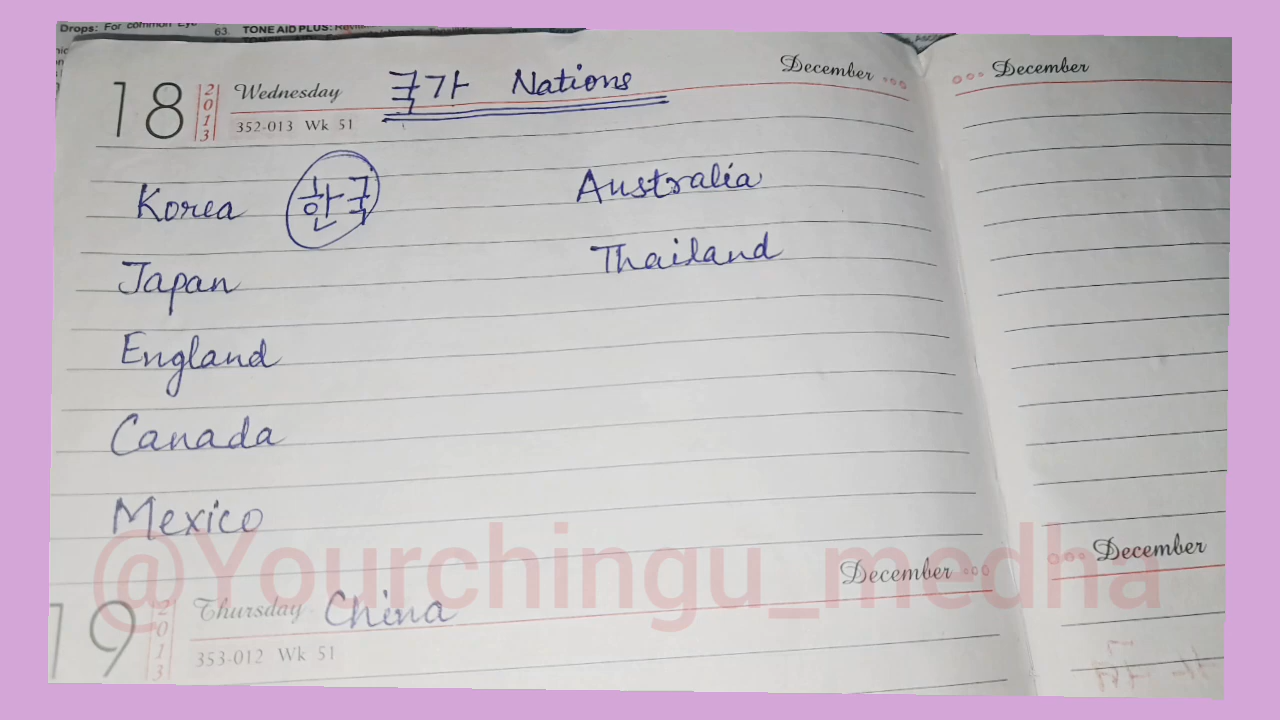 Drops: For common Eye
63. TONE AID PLUS:
18 2013 Wednesday 국가 Nations December
352-013 Wk 51
December
Korea 한국
Japan
England
Canada
Mexico
Australia
Thailand
@Yourchingu_medha
19 2013 Thursday China December
353-012 Wk 51
December